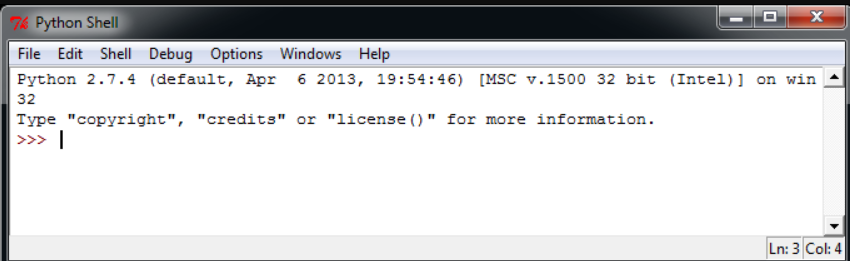 Python Shell
File Edit Shell Debug Options Windows Help
Python 2.7.4 (default, Apr  6 2013, 19:54:46) [MSC v.1500 32 bit (Intel)] on win
32
Type "copyright", "credits" or "license()" for more information.
>>>
Ln: 3 Col: 4